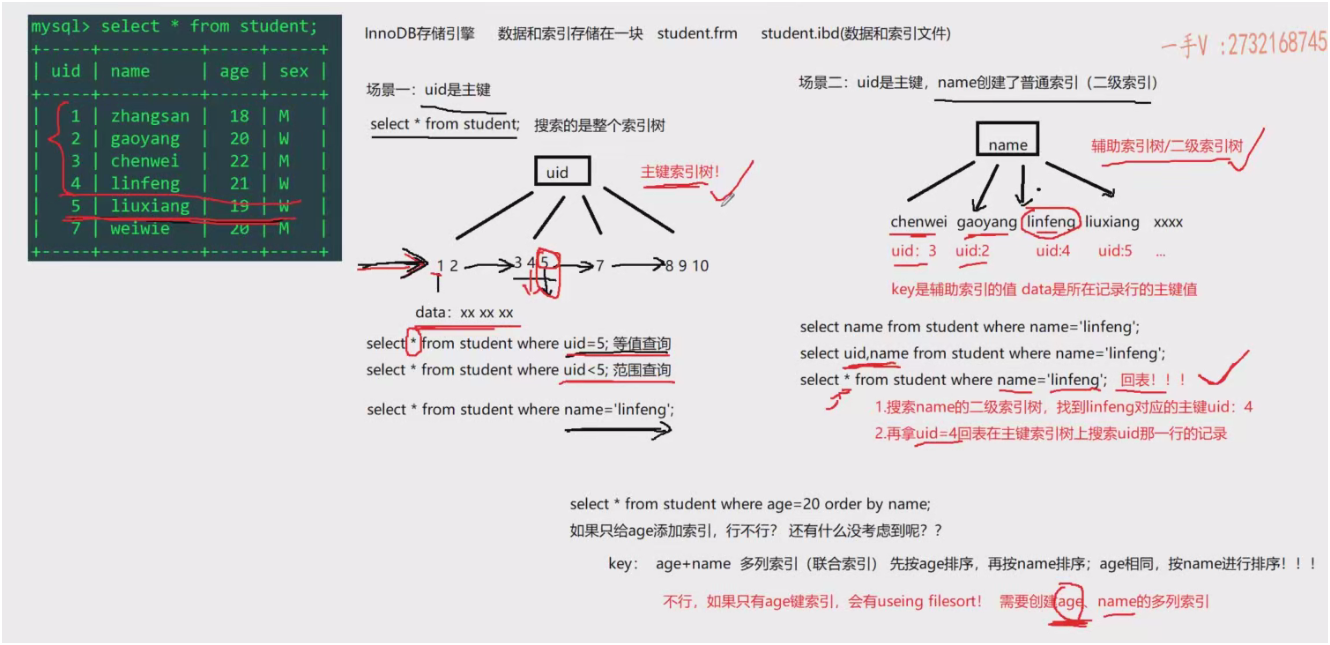 mysql> select * from student;
+-----+----------+-----+-----+
| uid | name | age | sex |
+-----+----------+-----+-----+
| 1 | zhangsan | 18 | M |
| 2 | gaoyang | 20 | W |
| 3 | chenwei | 22 | M |
| 4 | linfeng | 21 | W |
| 5 | liuxiang | 19 | W |
| 7 | weiwie | 20 | M |
+-----+----------+-----+-----+
InnoDB存储引擎 数据和索引存储在一块 student.frm student.ibd(数据和索引文件)
一手V :2732168745
场景一：uid是主键
select * from student; 搜索的是整个索引树
uid
主键索引树！
1 2 3 4 5 7 8 9 10
data：xx xx xx
select * from student where uid=5; 等值查询
select * from student where uid<5; 范围查询
select * from student where name='linfeng';
场景二：uid是主键，name创建了普通索引（二级索引）
name
辅助索引树/二级索引树
chenwei gaoyang linfeng liuxiang xxxx
uid：3 uid:2 uid:4 uid:5 ...
key是辅助索引的值 data是所在记录行的主键值
select name from student where name='linfeng';
select uid,name from student where name='linfeng';
select * from student where name='linfeng'; 回表！！！
1.搜索name的二级索引树，找到linfeng对应的主键uid：4
2.再拿uid=4回表在主键索引树上搜索uid那一行的记录
select * from student where age=20 order by name;
如果只给age添加索引，行不行？ 还有什么没考虑到呢？？
key： age+name 多列索引（联合索引） 先按age排序，再按name排序；age相同，按name进行排序！！！
不行，如果只有age键索引，会有useing filesort！ 需要创建age、name的多列索引